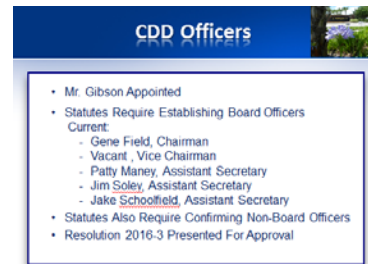 CDD Officers
• Mr. Gibson Appointed
• Statutes Require Establishing Board Officers
Current:
- Gene Field, Chairman
- Vacant , Vice Chairman
- Patty Maney, Assistant Secretary
- Jim Soley, Assistant Secretary
- Jake Schoolfield, Assistant Secretary
• Statutes Also Require Confirming Non-Board Officers
• Resolution 2016-3 Presented For Approval